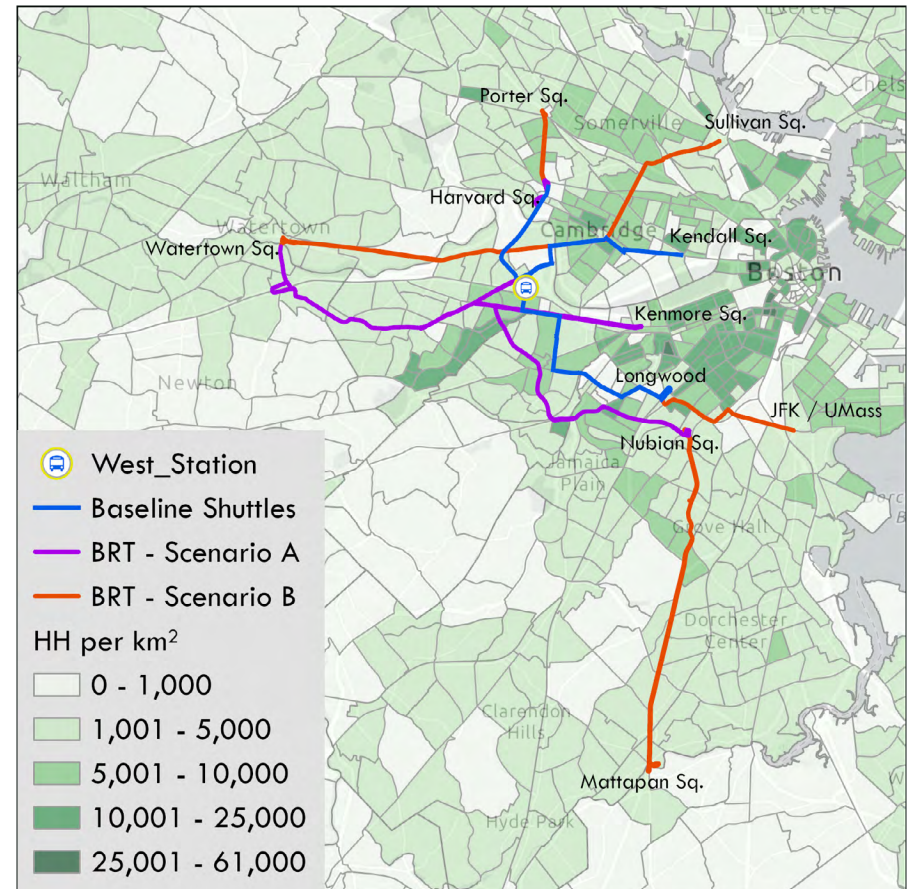 Everett
Chels
Porter Sq.
Somerville
Sullivan Sq.
Waltham
Harvard Sq.
Watertown
Cambridge
Kendall Sq.
Watertown Sq.
Boston
Kenmore Sq.
Newton
Longwood
JFK / UMass
Nubian Sq.
Jamaica
Plain
Dorc
B
Grove Hall
Dorchester
Center
Clarendon
Hills
Mattapan Sq.
W
Hyde Park
West_Station
Baseline Shuttles
BRT - Scenario A
BRT - Scenario B
HH per km²
0 - 1,000
1,001 - 5,000
5,001 - 10,000
10,001 - 25,000
25,001 - 61,000